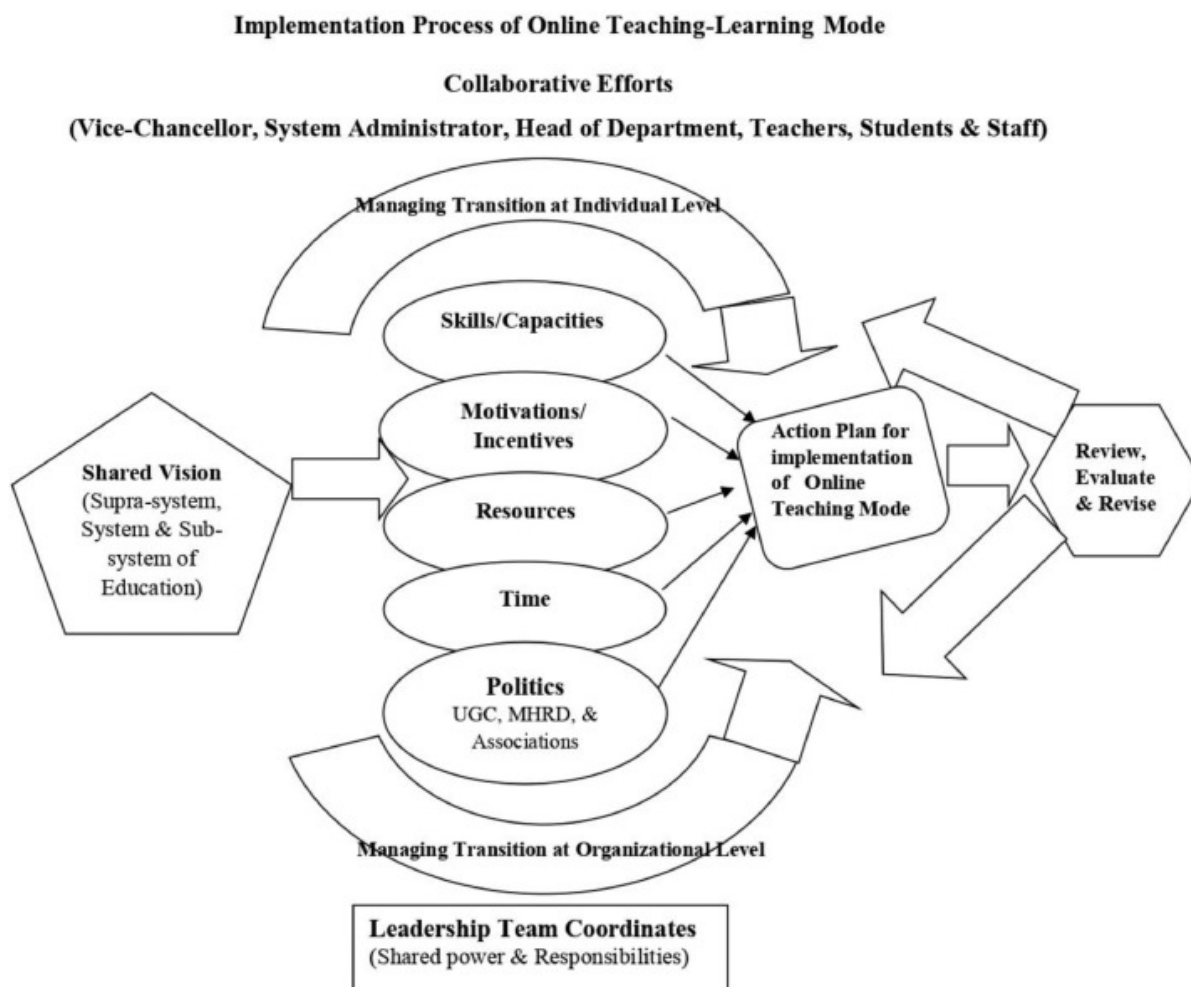 Implementation Process of Online Teaching-Learning Mode
Collaborative Efforts
(Vice-Chancellor, System Administrator, Head of Department, Teachers, Students & Staff)
Managing Transition at Individual Level
Skills/Capacities
Motivations/
Incentives
Resources
Time
Politics
UGC, MHRD, &
Associations
Shared Vision
(Supra-system,
System & Sub-
system of
Education)
Action Plan for
implementation
of Online
Teaching Mode
Review,
Evaluate
& Revise
Managing Transition at Organizational Level
Leadership Team Coordinates
(Shared power & Responsibilities)